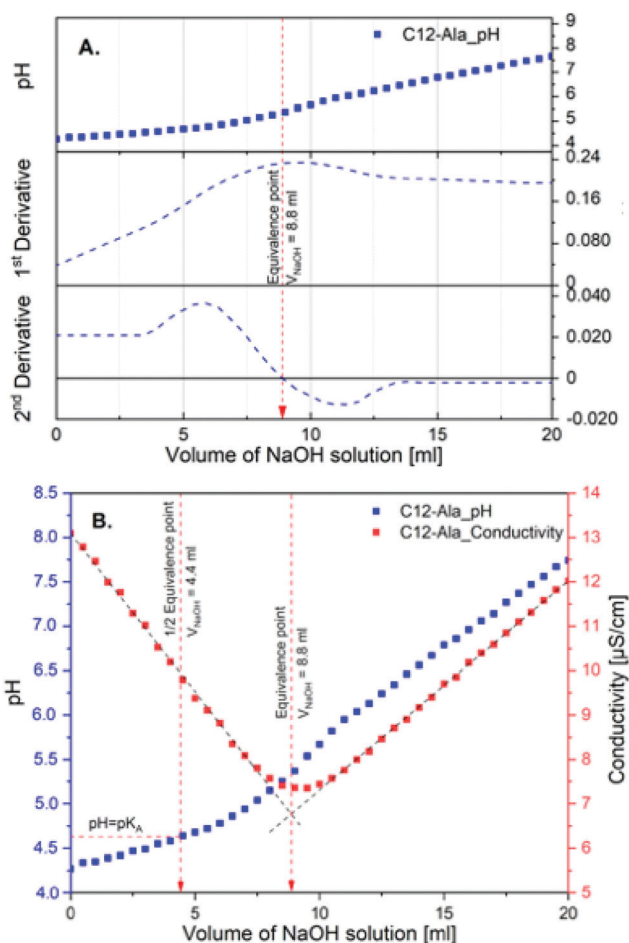 A.
C12-Ala_pH
pH
9
8
7
6
5
4
1st Derivative
0.24
0.16
0.080
0
Equivalence point
VNaOH = 8.8 ml
2nd Derivative
0.040
0.020
0
-0.020
0 5 10 15 20
Volume of NaOH solution [ml]
B.
C12-Ala_pH
C12-Ala_Conductivity
pH
8.5
8.0
7.5
7.0
6.5
6.0
5.5
5.0
4.5
4.0
1/2 Equivalence point
VNaOH = 4.4 ml
Equivalence point
VNaOH = 8.8 ml
pH=pKA
14
13
12
11
10
9
8
7
6
5
Conductivity [µS/cm]
0 5 10 15 20
Volume of NaOH solution [ml]